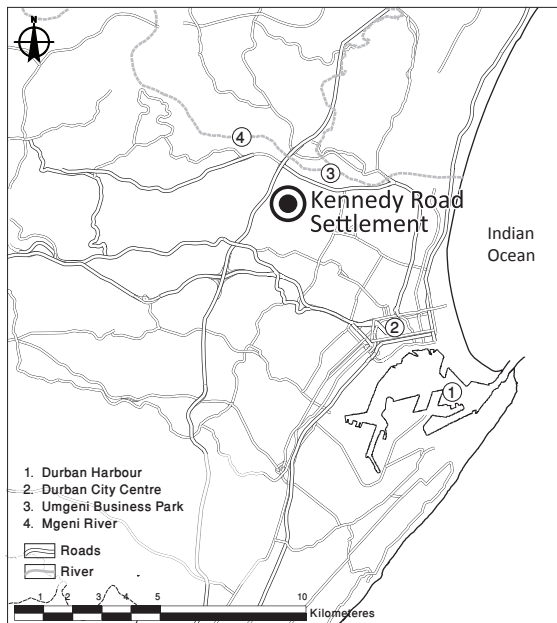 N
4
3
Kennedy Road
Settlement
Indian
Ocean
2
1
1. Durban Harbour
2. Durban City Centre
3. Umgeni Business Park
4. Mgeni River
Roads
River
1 2 3 4 5 10
Kilometeres